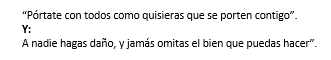 “Pórtate con todos como quisieras que se porten contigo”.
Y:
A nadie hagas daño, y jamás omitas el bien que puedas hacer”.